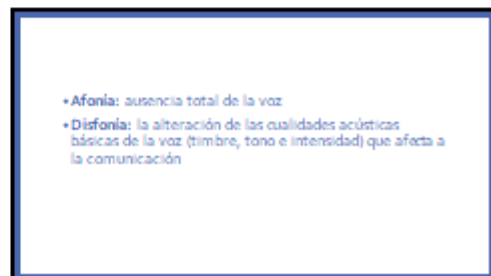 • Afonía: ausencia total de la voz
• Disfonía: la alteración de las cualidades acústicas
básicas de la voz (timbre, tono e intensidad) que afecta a
la comunicación